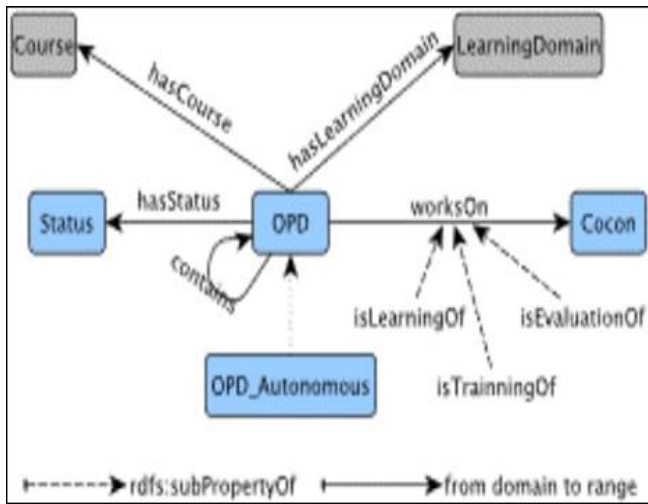 Course
LearningDomain
hasCourse
hasLearningDomain
Status
hasStatus
OPD
worksOn
Cocon
contains
isLearningOf
isEvaluationOf
isTrainningOf
OPD_Autonomous
rdfs:subPropertyOf
from domain to range